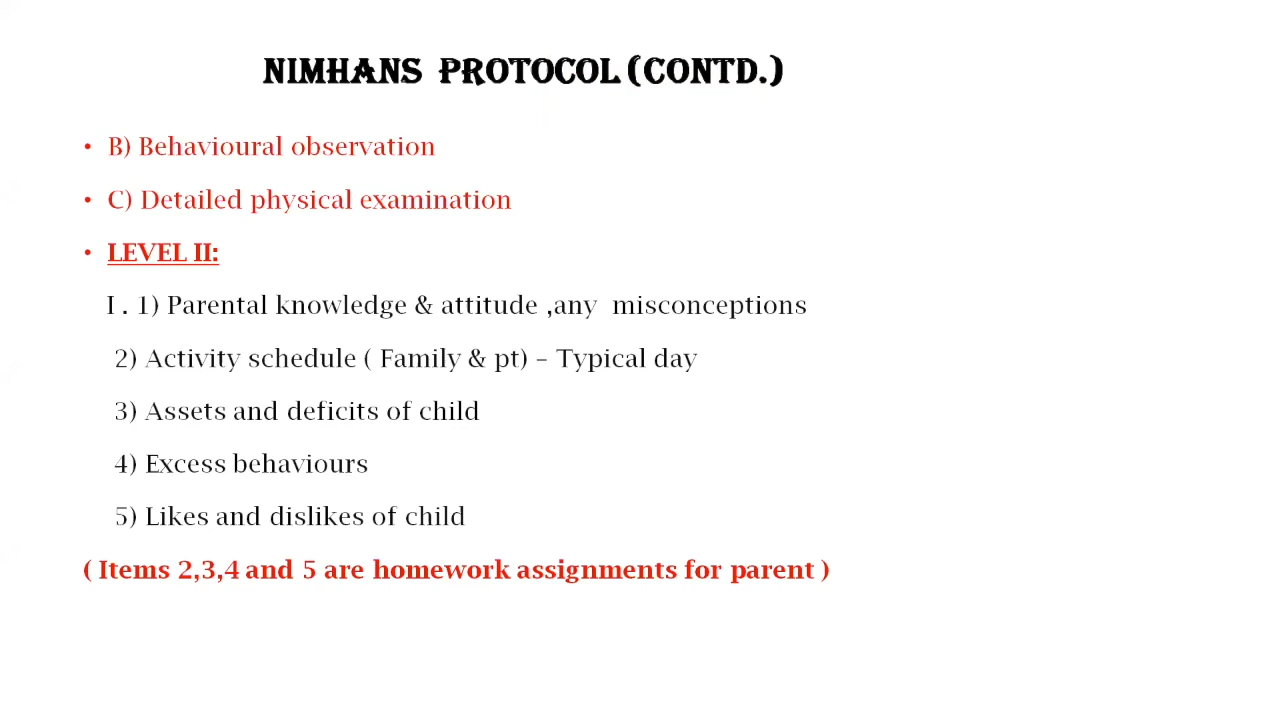 NIMHANS PROTOCOL (CONTD.)
• B) Behavioural observation
• C) Detailed physical examination
• LEVEL II:
I . 1) Parental knowledge & attitude ,any misconceptions
2) Activity schedule ( Family & pt) – Typical day
3) Assets and deficits of child
4) Excess behaviours
5) Likes and dislikes of child
( Items 2,3,4 and 5 are homework assignments for parent )